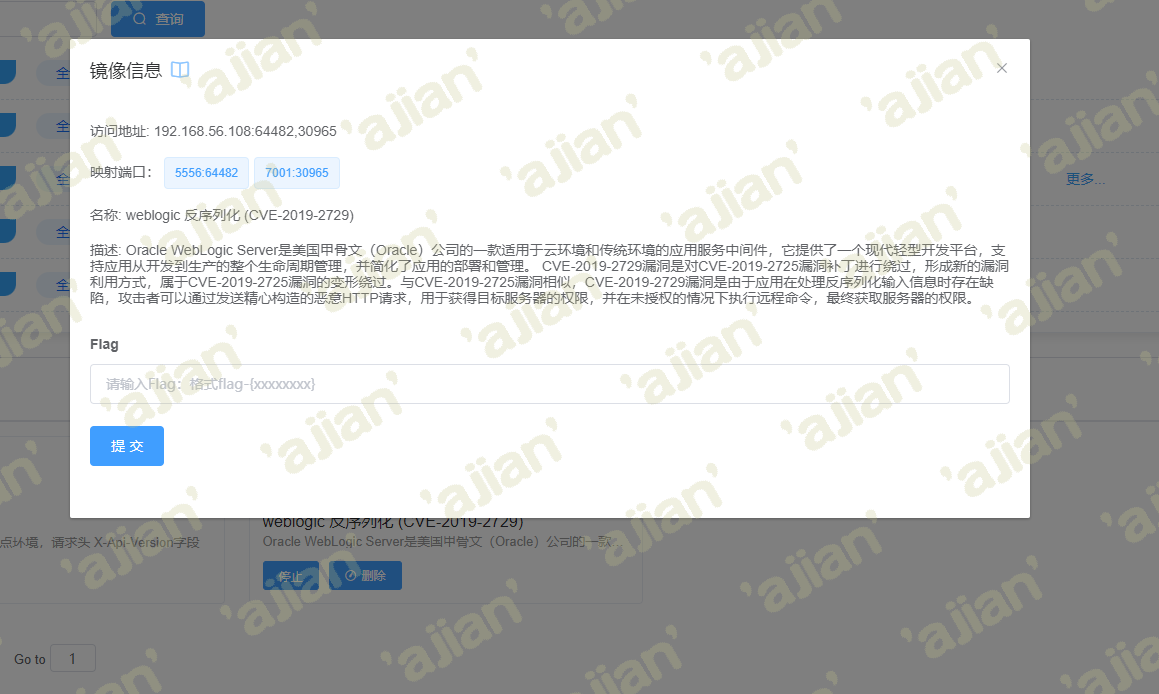 查询
镜像信息
访问地址: 192.168.56.108:64482,30965
映射端口： 5556:64482 7001:30965
名称: weblogic 反序列化 (CVE-2019-2729)
描述: Oracle WebLogic Server是美国甲骨文（Oracle）公司的一款适用于云环境和传统环境的应用服务中间件，它提供了一个现代轻型开发平台，支
持应用从开发到生产的整个生命周期管理，并简化了应用的部署和管理。 CVE-2019-2729漏洞是对CVE-2019-2725漏洞补丁进行绕过，形成新的漏洞
利用方式，属于CVE-2019-2725漏洞的变形绕过。与CVE-2019-2725漏洞相似，CVE-2019-2729漏洞是由于应用在处理反序列化输入信息时存在缺
陷，攻击者可以通过发送精心构造的恶意HTTP请求，用于获得目标服务器的权限，并在未授权的情况下执行远程命令，最终获取服务器的权限。
Flag
请输入Flag：格式flag-{xxxxxxxx}
提 交
全
全
全
全
全
更多...
weblogic 反序列化 (CVE-2019-2729)
点环境，请求头 X-Api-Version字段
Oracle WebLogic Server是美国甲骨文（Oracle）公司的一款...
停止
删除
Go to 1
'ajian'